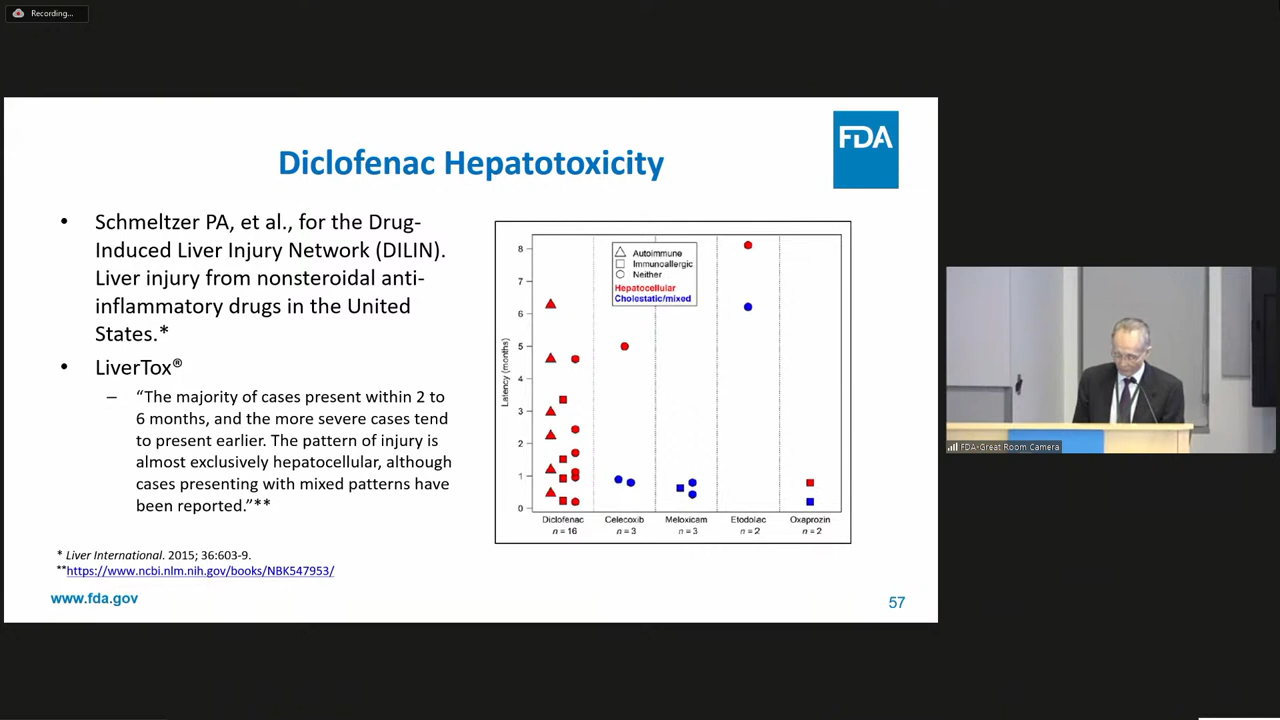 Recording...
FDA
Diclofenac Hepatotoxicity
• Schmeltzer PA, et al., for the Drug-
Induced Liver Injury Network (DILIN).
Liver injury from nonsteroidal anti-
inflammatory drugs in the United
States.*
• LiverTox®
– “The majority of cases present within 2 to
6 months, and the more severe cases tend
to present earlier. The pattern of injury is
almost exclusively hepatocellular, although
cases presenting with mixed patterns have
been reported.”**
Autoimmune
Immunoallergic
Neither
Hepatocellular
Cholestatic/mixed
Latency (months)
8
7
6
5
4
3
2
1
0
Diclofenac Celecoxib Meloxicam Etodolac Oxaprozin
n = 16 n = 3 n = 3 n = 2 n = 2
* Liver International. 2015; 36:603-9.
**https://www.ncbi.nlm.nih.gov/books/NBK547953/
www.fda.gov
57
FDA-Great Room Camera